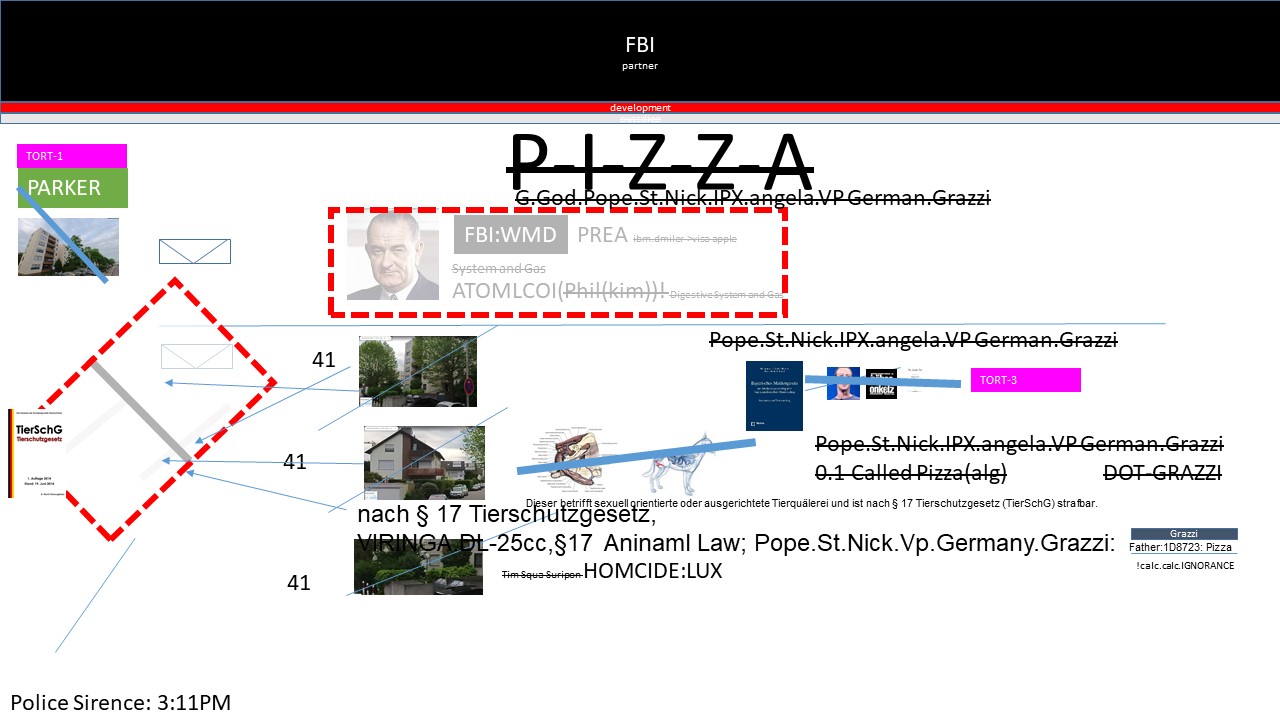 FBI
partner
development
TORT-1
PARKER
P-I-Z-Z-A
G.God.Pope.St.Nick.IPX.angela.VP German.Grazzi
FBI:WMD PREA ibm.dmiler->visa apple
System and Gas
ATOMLCOI(Phil(kim))! Digestive System and Gas
Pope.St.Nick.IPX.angela.VP German.Grazzi
41
TORT-3
TierSchG
Tierschutzgesetz
1. Auflage 2014
41
onkelz
Pope.St.Nick.IPX.angela.VP German.Grazzi
0.1-Called Pizza(alg) DOT-GRAZZI
Dieser betrifft sexuell orientierte oder ausgerichtete Tierquälerei und ist nach § 17 Tierschutzgesetz (TierSchG) strafbar.
nach § 17 Tierschutzgesetz,
VIRINGA.DL-25cc,§17 Aninaml Law; Pope.St.Nick.Vp.Germany.Grazzi:
Grazzi
Father:1D8723: Pizza
!calc.calc.IGNORANCE
Tim Squa Suripon HOMCIDE:LUX
41
Police Sirence: 3:11PM